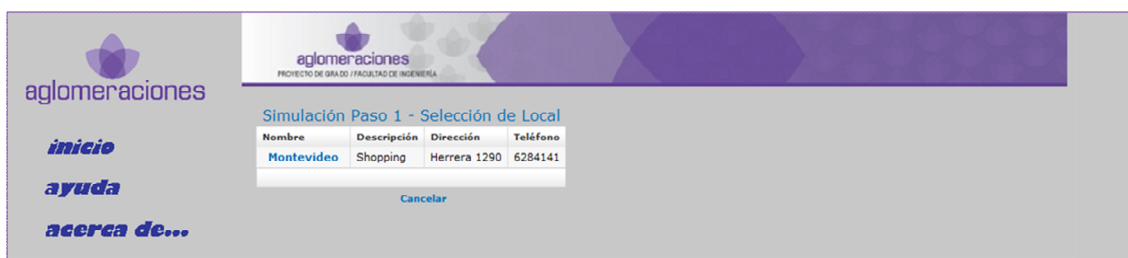 aglomeraciones
PROYECTO DE GRADO / FACULTAD DE INGENIERÍA
aglomeraciones
inicio
ayuda
acerca de...
Simulación Paso 1 - Selección de Local
Nombre Descripción Dirección Teléfono
Montevideo Shopping Herrera 1290 6284141
Cancelar